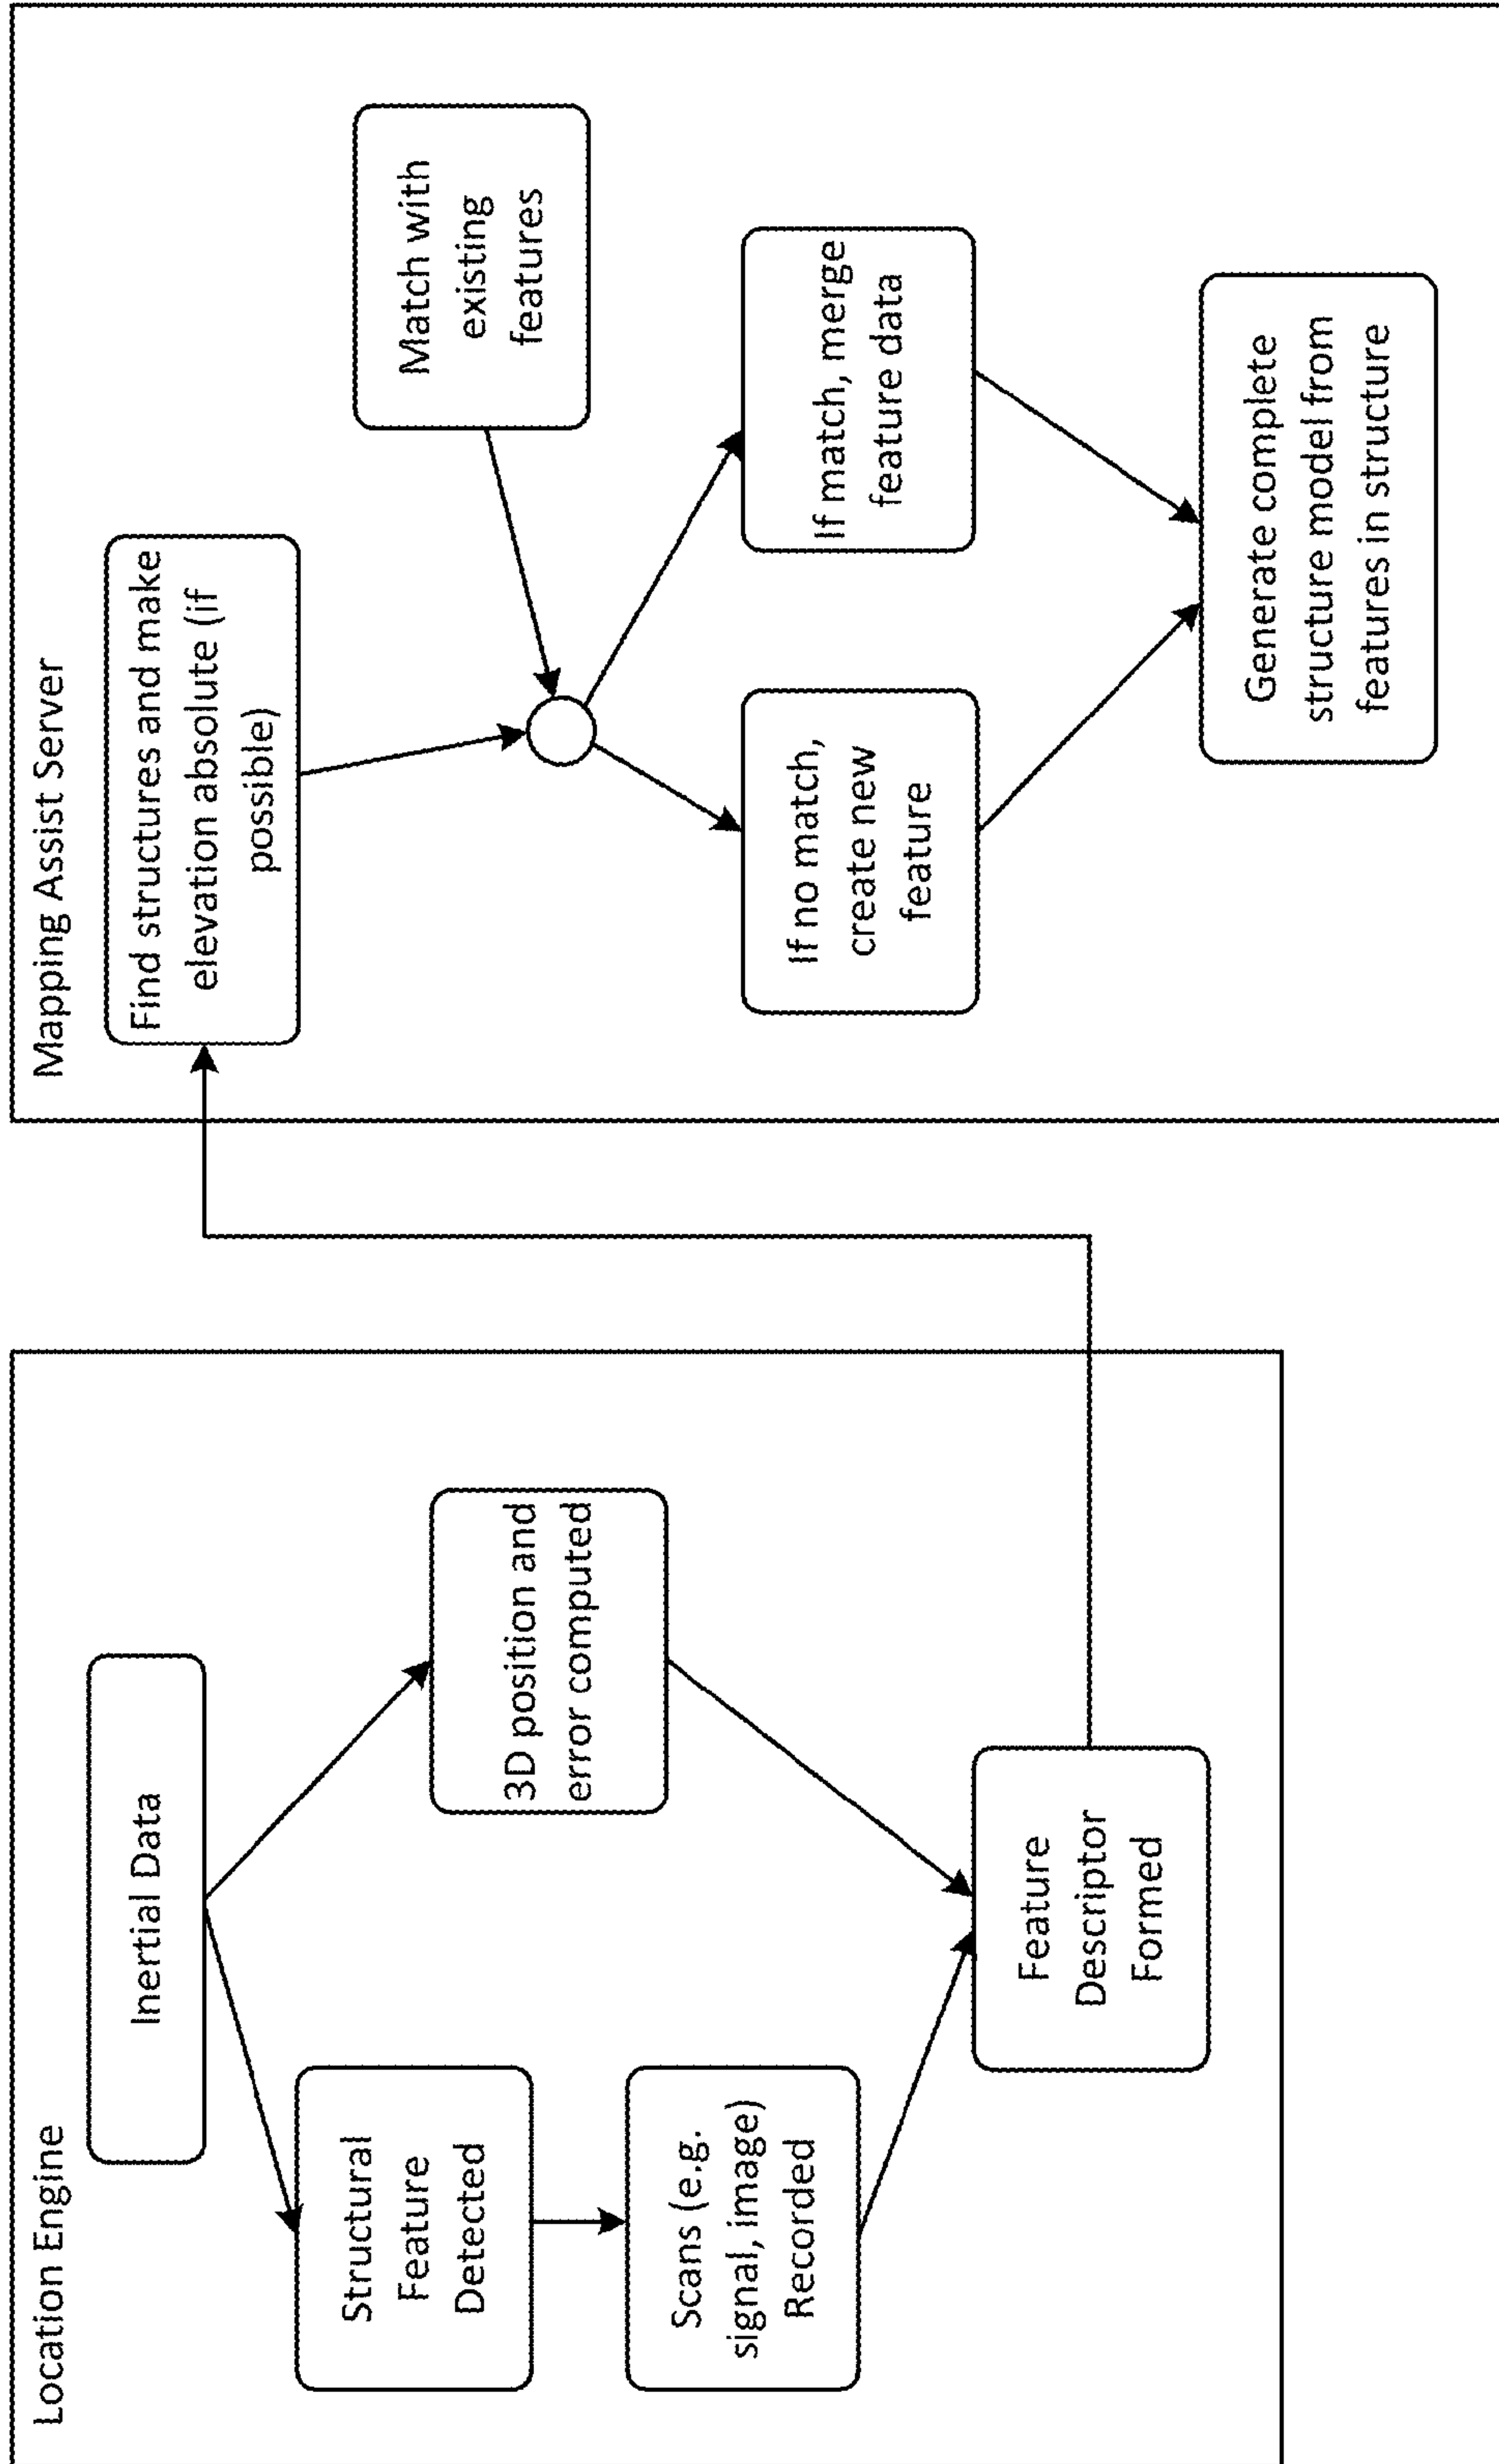 Location Engine
Inertial Data
Structural
Feature
Detected
3D position and
error computed
Scans (e.g.
signal, image)
Recorded
Feature
Descriptor
Formed
Mapping Assist Server
Find structures and make
elevation absolute (if
possible)
Match with
existing
features
If no match,
create new
feature
If match, merge
feature data
Generate complete
structure model from
features in structure